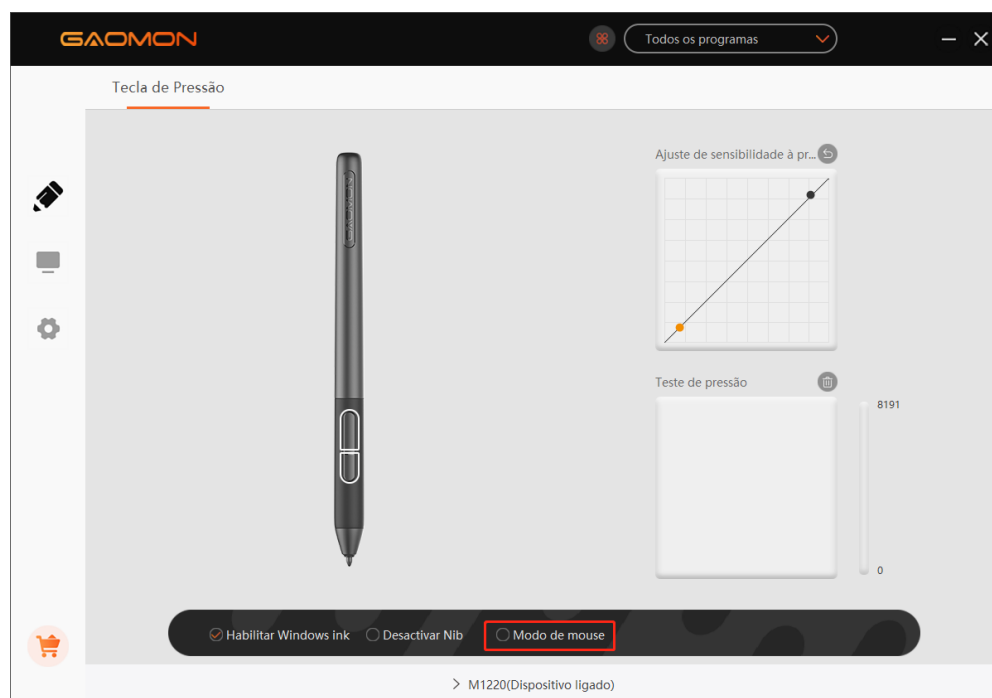 GAOMON
Todos os programas
Tecla de Pressão
Ajuste de sensibilidade à pr...
GAOMON
Teste de pressão
8191
0
Habilitar Windows ink
Desactivar Nib
Modo de mouse
M1220(Dispositivo ligado)